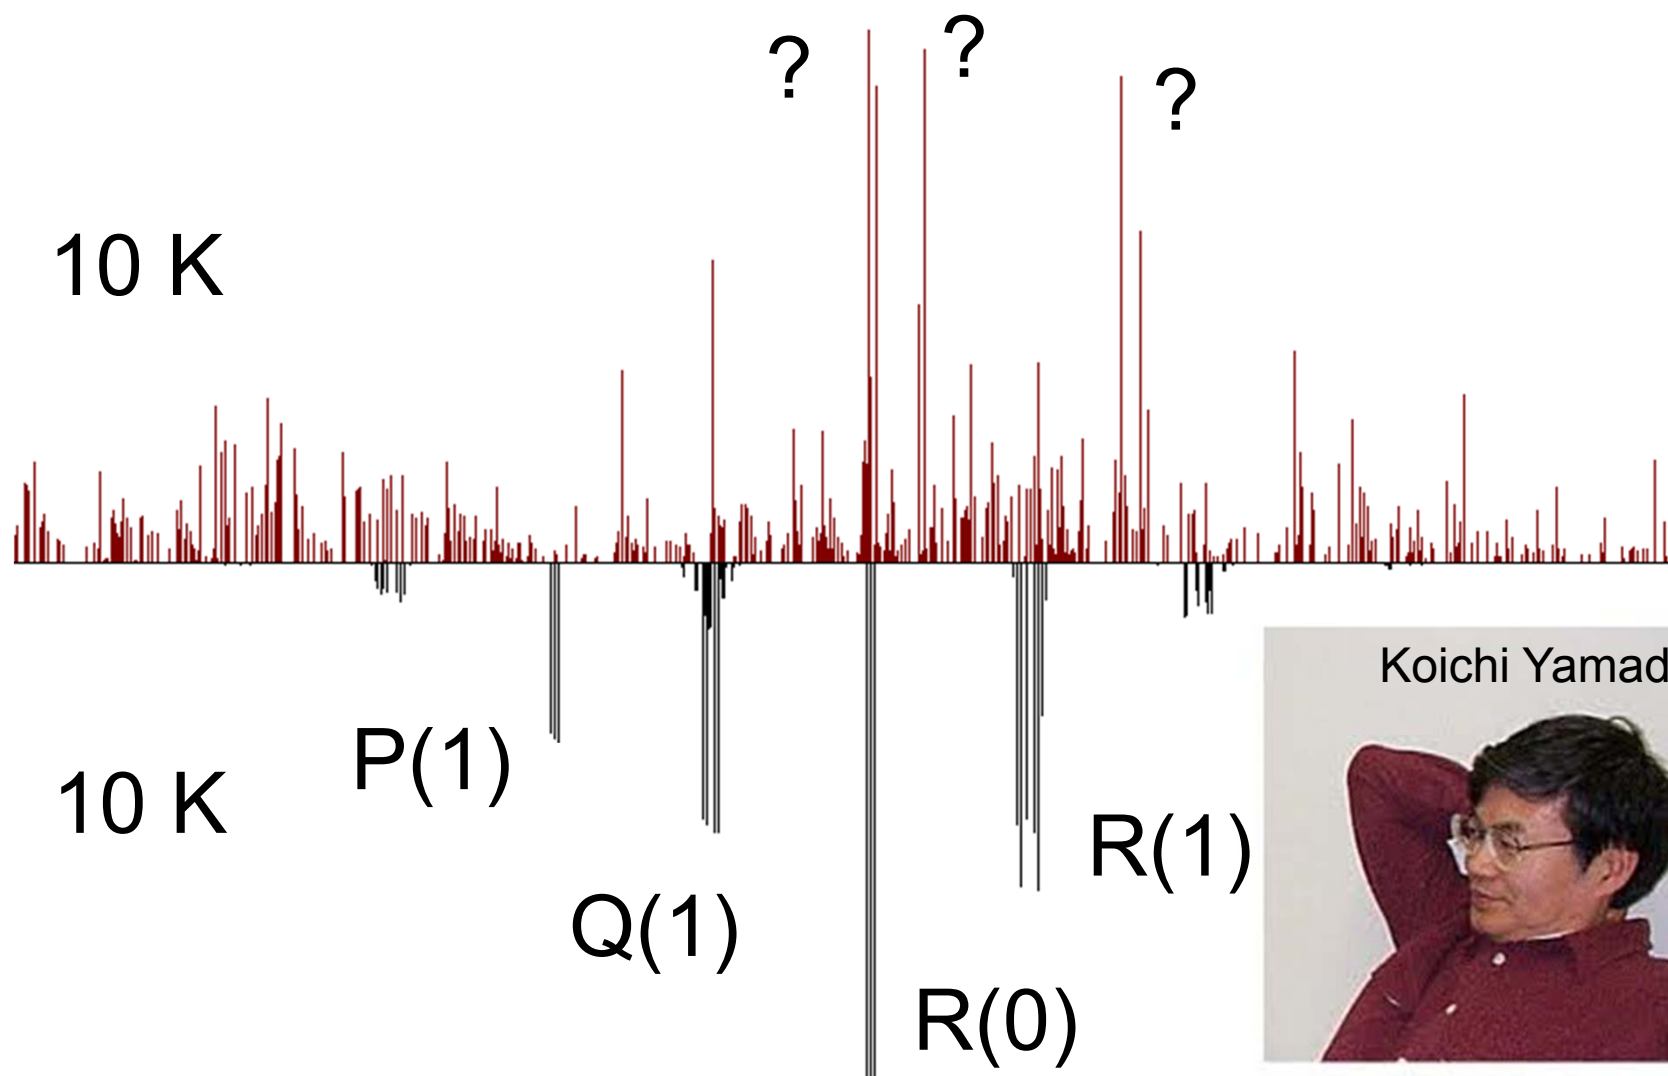 ? ? ?
10 K
Koichi Yamad
P(1)
10 K
R(1)
Q(1)
R(0)